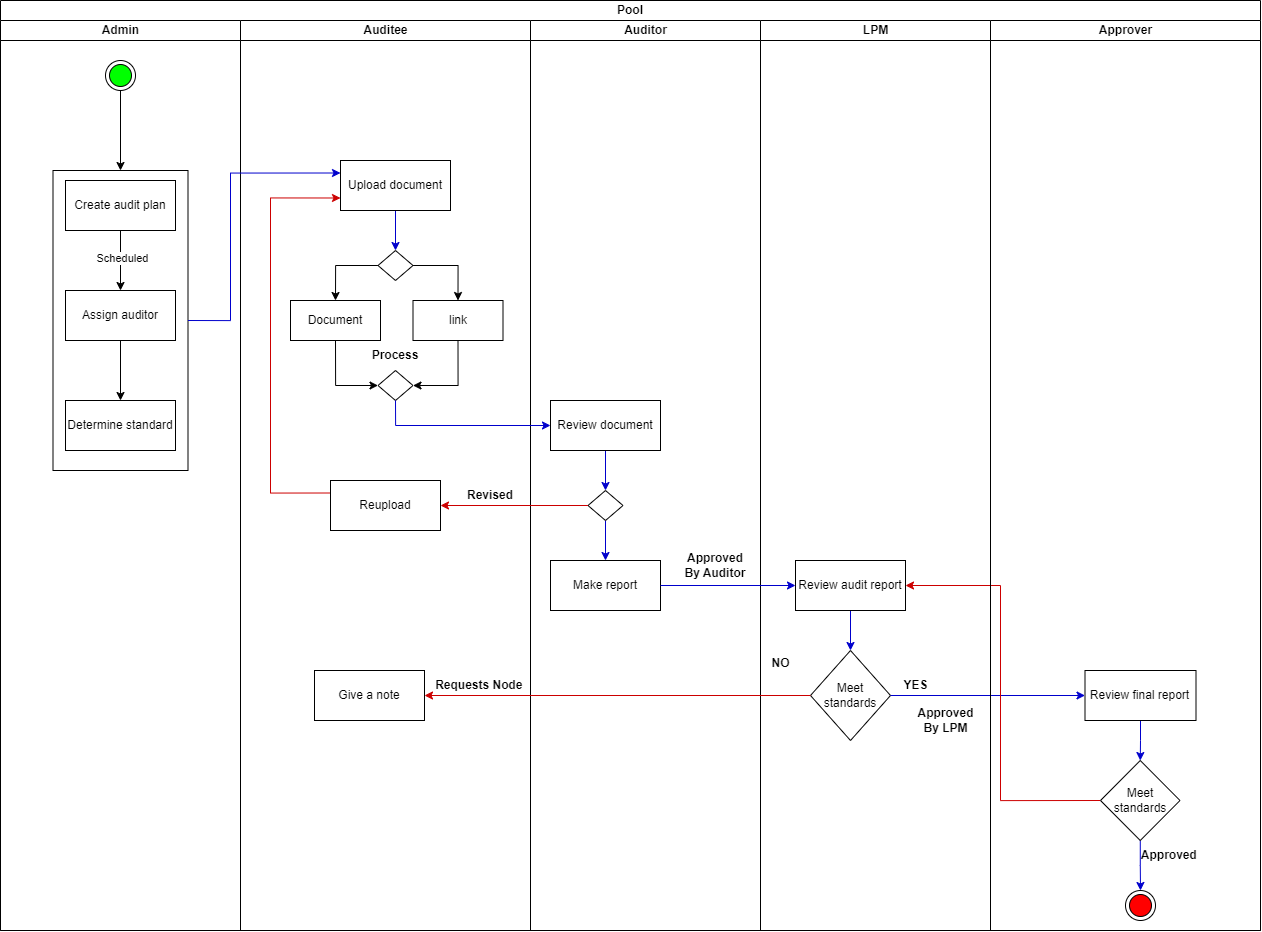 Pool
Admin
Auditee
Auditor
LPM
Approver
Upload document
Create audit plan
Scheduled
Assign auditor
Document
link
Process
Determine standard
Review document
Revised
Reupload
Approved
By Auditor
Make report
Review audit report
NO
Requests Node
Give a note
Meet
standards
YES
Approved
By LPM
Review final report
Meet
standards
Approved